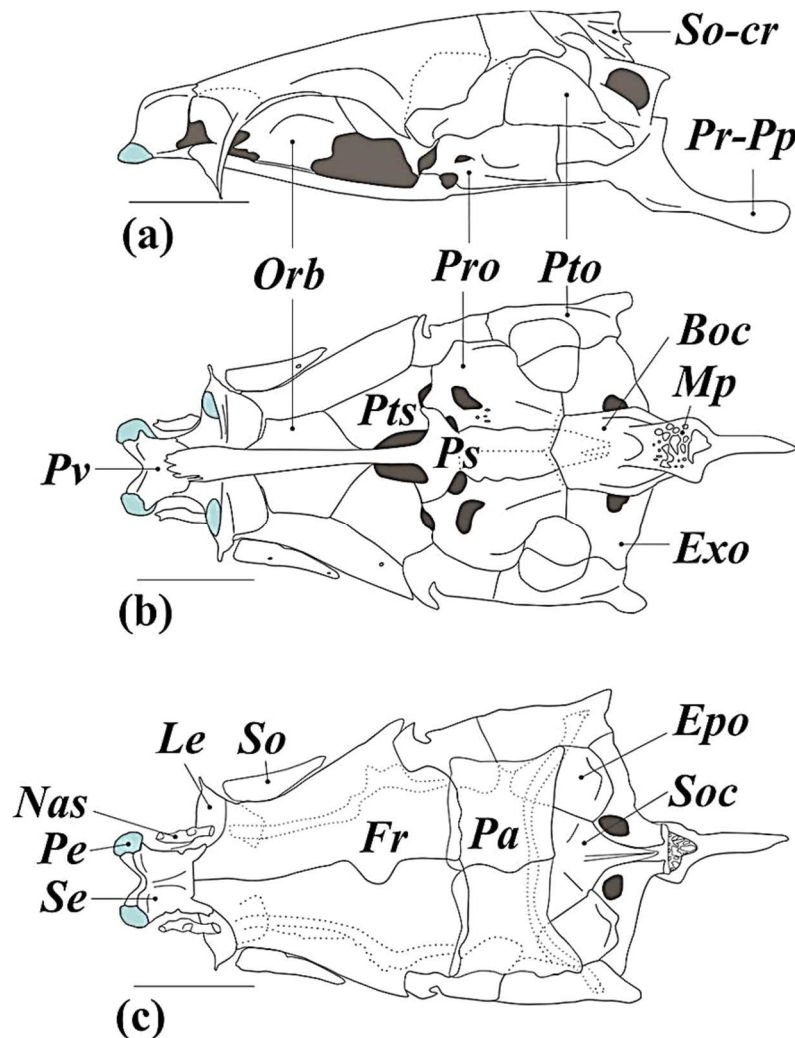 So-cr
Pr-Pp
(a)
Orb Pro Pto
Boc
Mp
Pts
Ps
Pv
Exo
(b)
Le So Epo
Nas Soc
Pe Fr Pa
Se
(c)